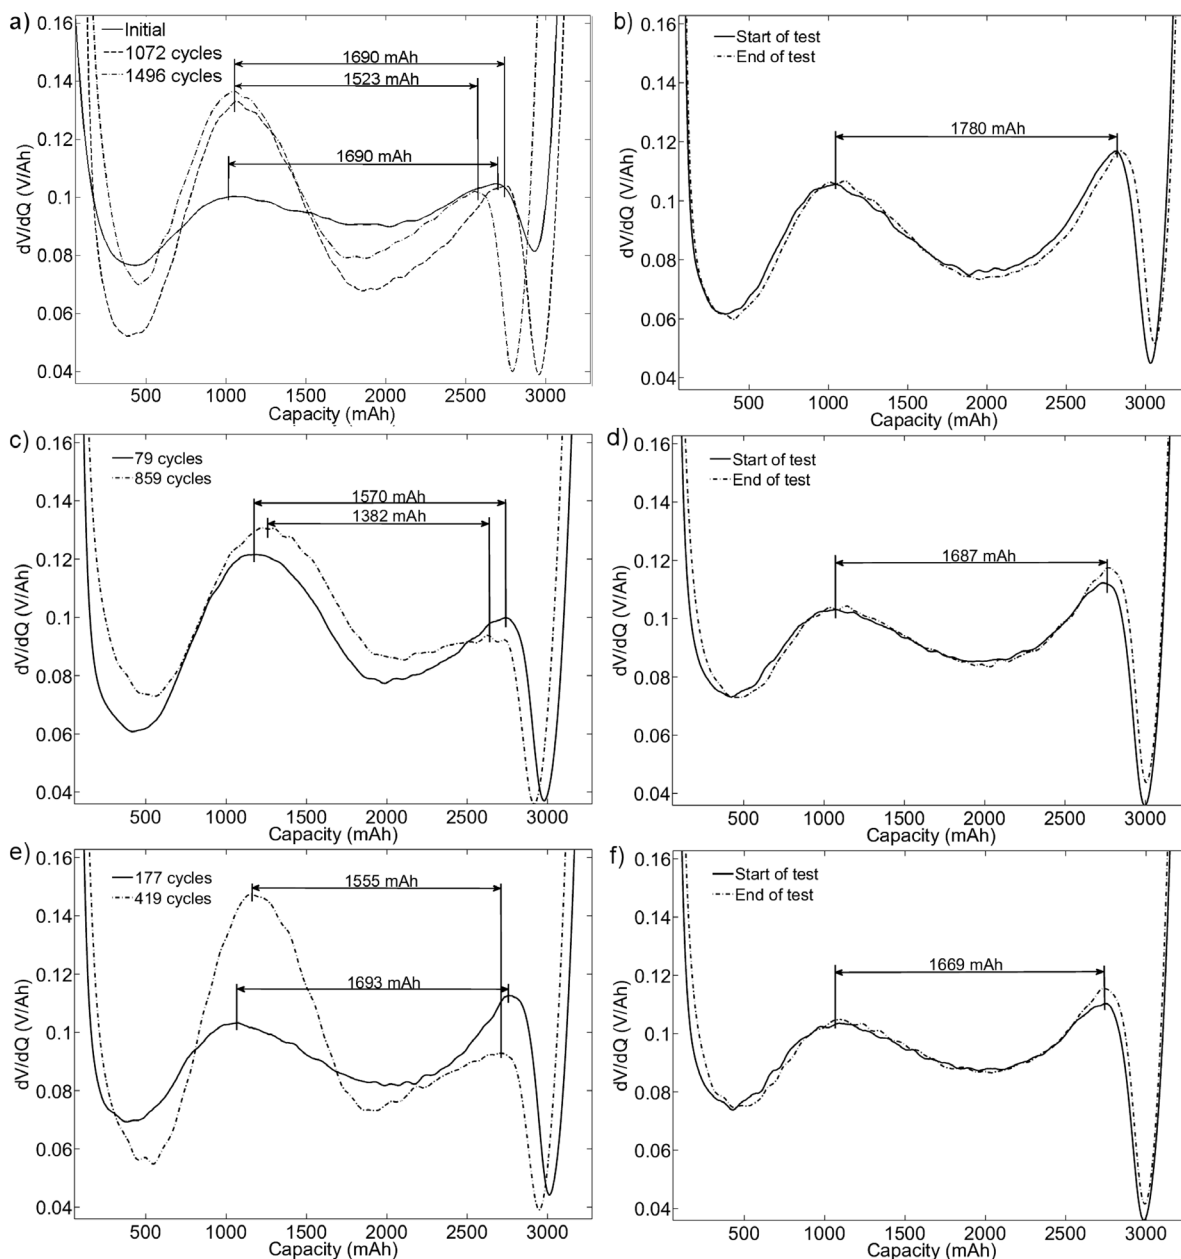 a)
Initial
1072 cycles
1496 cycles
1690 mAh
1523 mAh
1690 mAh
dV/dQ (V/Ah)
0.16
0.14
0.12
0.1
0.08
0.06
0.04
500 1000 1500 2000 2500 3000
Capacity (mAh)
b)
Start of test
End of test
1780 mAh
dV/dQ (V/Ah)
0.16
0.14
0.12
0.1
0.08
0.06
0.04
500 1000 1500 2000 2500 3000
Capacity (mAh)
c)
79 cycles
859 cycles
1570 mAh
1382 mAh
dV/dQ (V/Ah)
0.16
0.14
0.12
0.1
0.08
0.06
0.04
500 1000 1500 2000 2500 3000
Capacity (mAh)
d)
Start of test
End of test
1687 mAh
dV/dQ (V/Ah)
0.16
0.14
0.12
0.1
0.08
0.06
0.04
500 1000 1500 2000 2500 3000
Capacity (mAh)
e)
177 cycles
419 cycles
1555 mAh
1693 mAh
dV/dQ (V/Ah)
0.16
0.14
0.12
0.1
0.08
0.06
0.04
500 1000 1500 2000 2500 3000
Capacity (mAh)
f)
Start of test
End of test
1669 mAh
dV/dQ (V/Ah)
0.16
0.14
0.12
0.1
0.08
0.06
0.04
500 1000 1500 2000 2500 3000
Capacity (mAh)